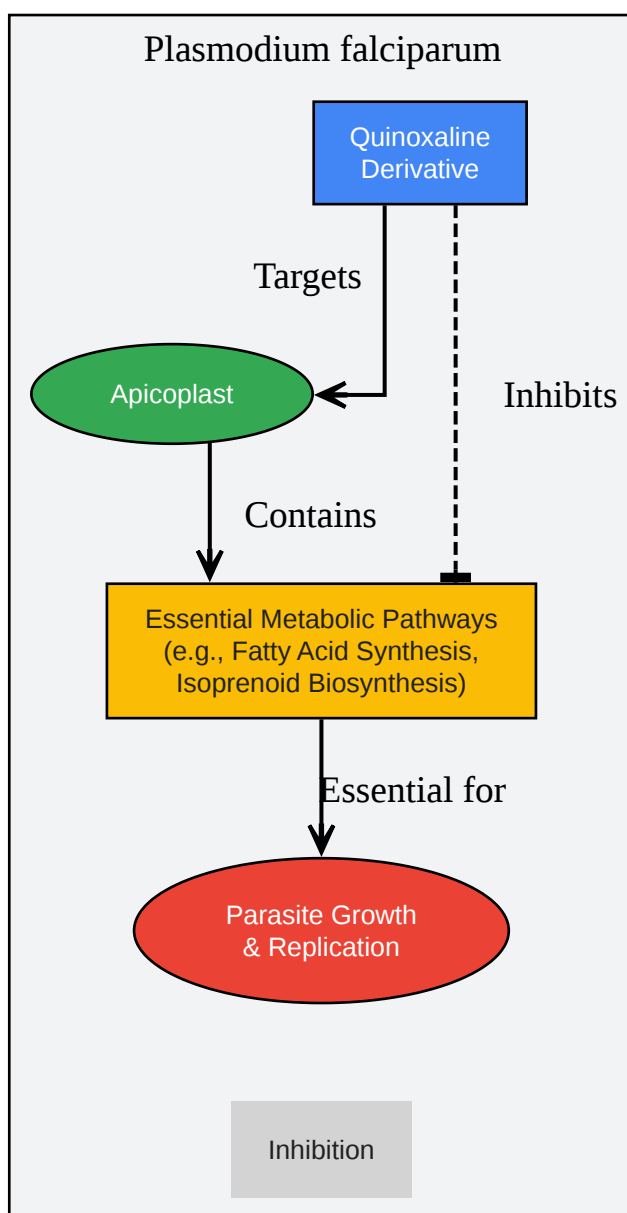 Plasmodium falciparum
Quinoxaline
Derivative
Targets
Apicoplast
Inhibits
Contains
Essential Metabolic Pathways
(e.g., Fatty Acid Synthesis,
Isoprenoid Biosynthesis)
Essential for
Parasite Growth
& Replication
Inhibition